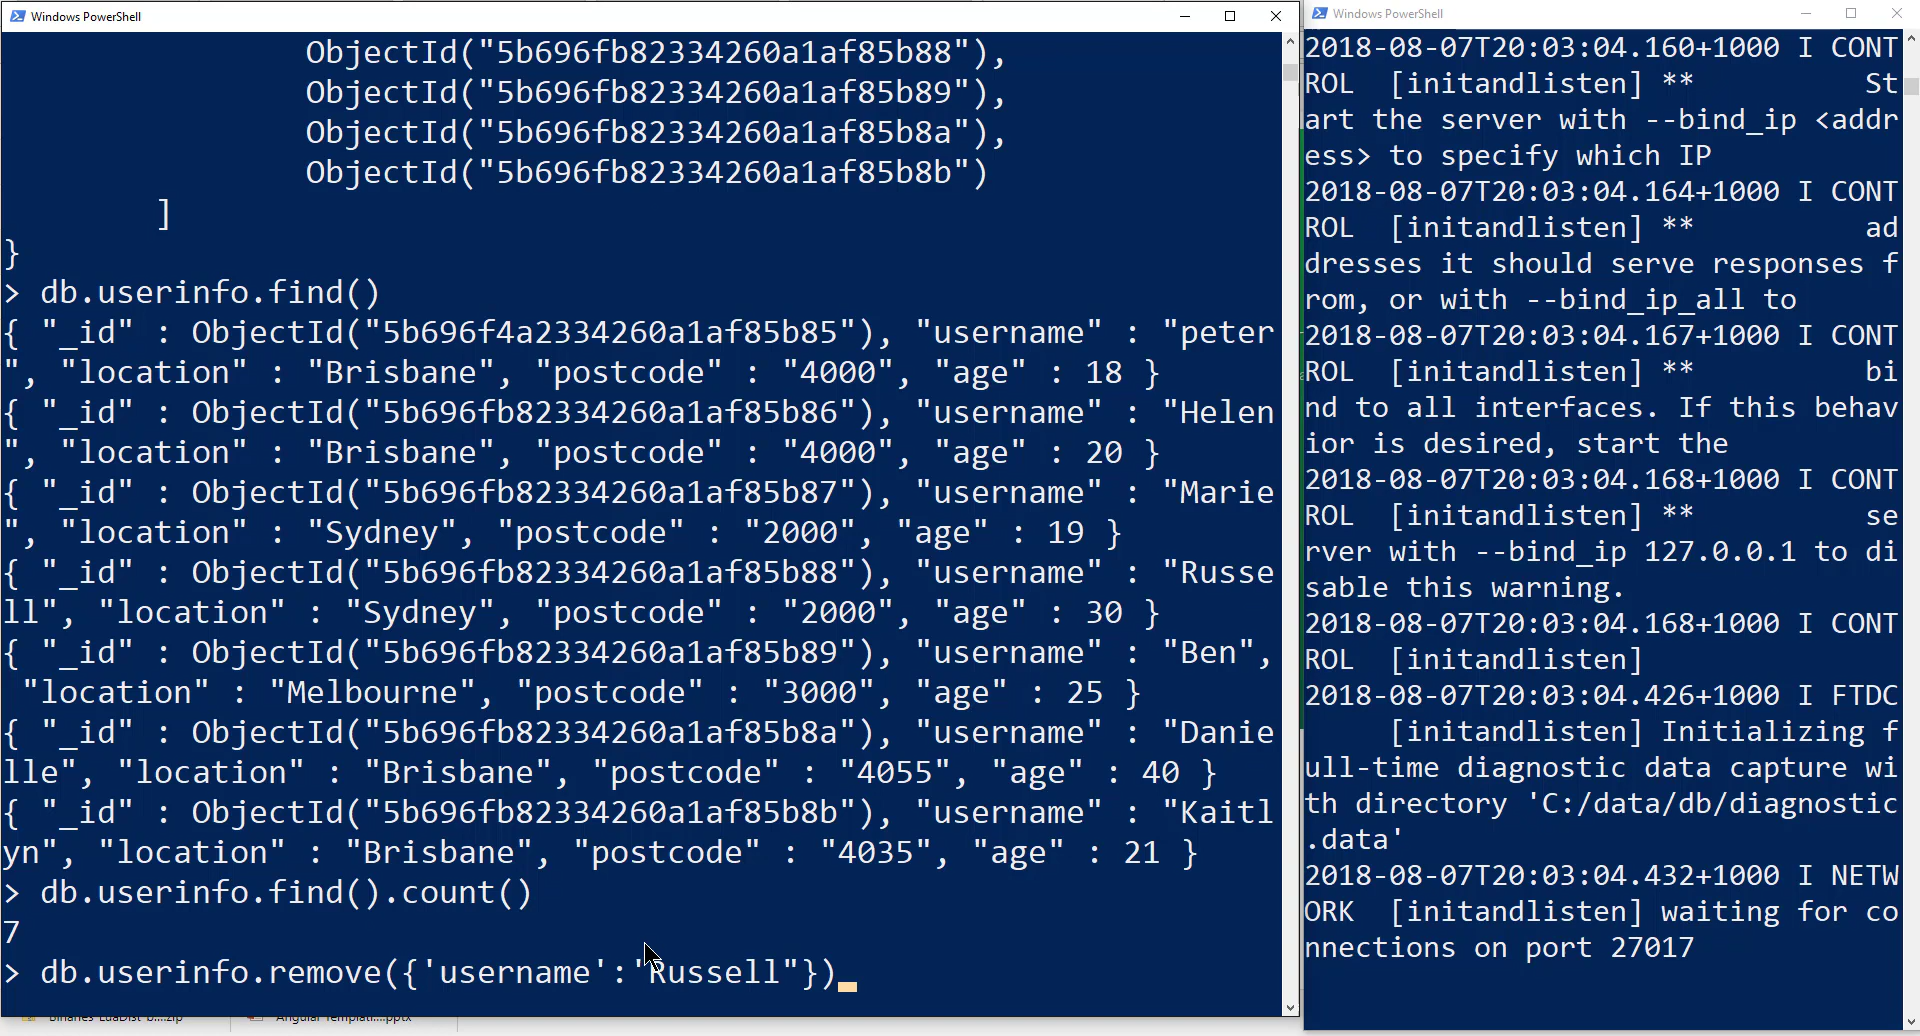 Windows PowerShell
ObjectId("5b696fb82334260a1af85b88"),
ObjectId("5b696fb82334260a1af85b89"),
ObjectId("5b696fb82334260a1af85b8a"),
ObjectId("5b696fb82334260a1af85b8b")
]
}
> db.userinfo.find()
{ "_id" : ObjectId("5b696f4a2334260a1af85b85"), "username" : "peter
", "location" : "Brisbane", "postcode" : "4000", "age" : 18 }
{ "_id" : ObjectId("5b696fb82334260a1af85b86"), "username" : "Helen
", "location" : "Brisbane", "postcode" : "4000", "age" : 20 }
{ "_id" : ObjectId("5b696fb82334260a1af85b87"), "username" : "Marie
", "location" : "Sydney", "postcode" : "2000", "age" : 19 }
{ "_id" : ObjectId("5b696fb82334260a1af85b88"), "username" : "Russe
ll", "location" : "Sydney", "postcode" : "2000", "age" : 30 }
{ "_id" : ObjectId("5b696fb82334260a1af85b89"), "username" : "Ben",
"location" : "Melbourne", "postcode" : "3000", "age" : 25 }
{ "_id" : ObjectId("5b696fb82334260a1af85b8a"), "username" : "Danie
lle", "location" : "Brisbane", "postcode" : "4055", "age" : 40 }
{ "_id" : ObjectId("5b696fb82334260a1af85b8b"), "username" : "Kaitl
yn", "location" : "Brisbane", "postcode" : "4035", "age" : 21 }
> db.userinfo.find().count()
7
> db.userinfo.remove({'username':'Russell"})
Windows PowerShell
2018-08-07T20:03:04.160+1000 I CONT
ROL  [initandlisten] **          St
art the server with --bind_ip <addr
ess> to specify which IP
2018-08-07T20:03:04.164+1000 I CONT
ROL  [initandlisten] **          ad
dresses it should serve responses f
rom, or with --bind_ip_all to
2018-08-07T20:03:04.167+1000 I CONT
ROL  [initandlisten] **          bi
nd to all interfaces. If this behav
ior is desired, start the
2018-08-07T20:03:04.168+1000 I CONT
ROL  [initandlisten] **          se
rver with --bind_ip 127.0.0.1 to di
sable this warning.
2018-08-07T20:03:04.168+1000 I CONT
ROL  [initandlisten]
2018-08-07T20:03:04.426+1000 I FTDC
[initandlisten] Initializing f
ull-time diagnostic data capture wi
th directory 'C:/data/db/diagnostic
.data'
2018-08-07T20:03:04.432+1000 I NETW
ORK  [initandlisten] waiting for co
nnections on port 27017